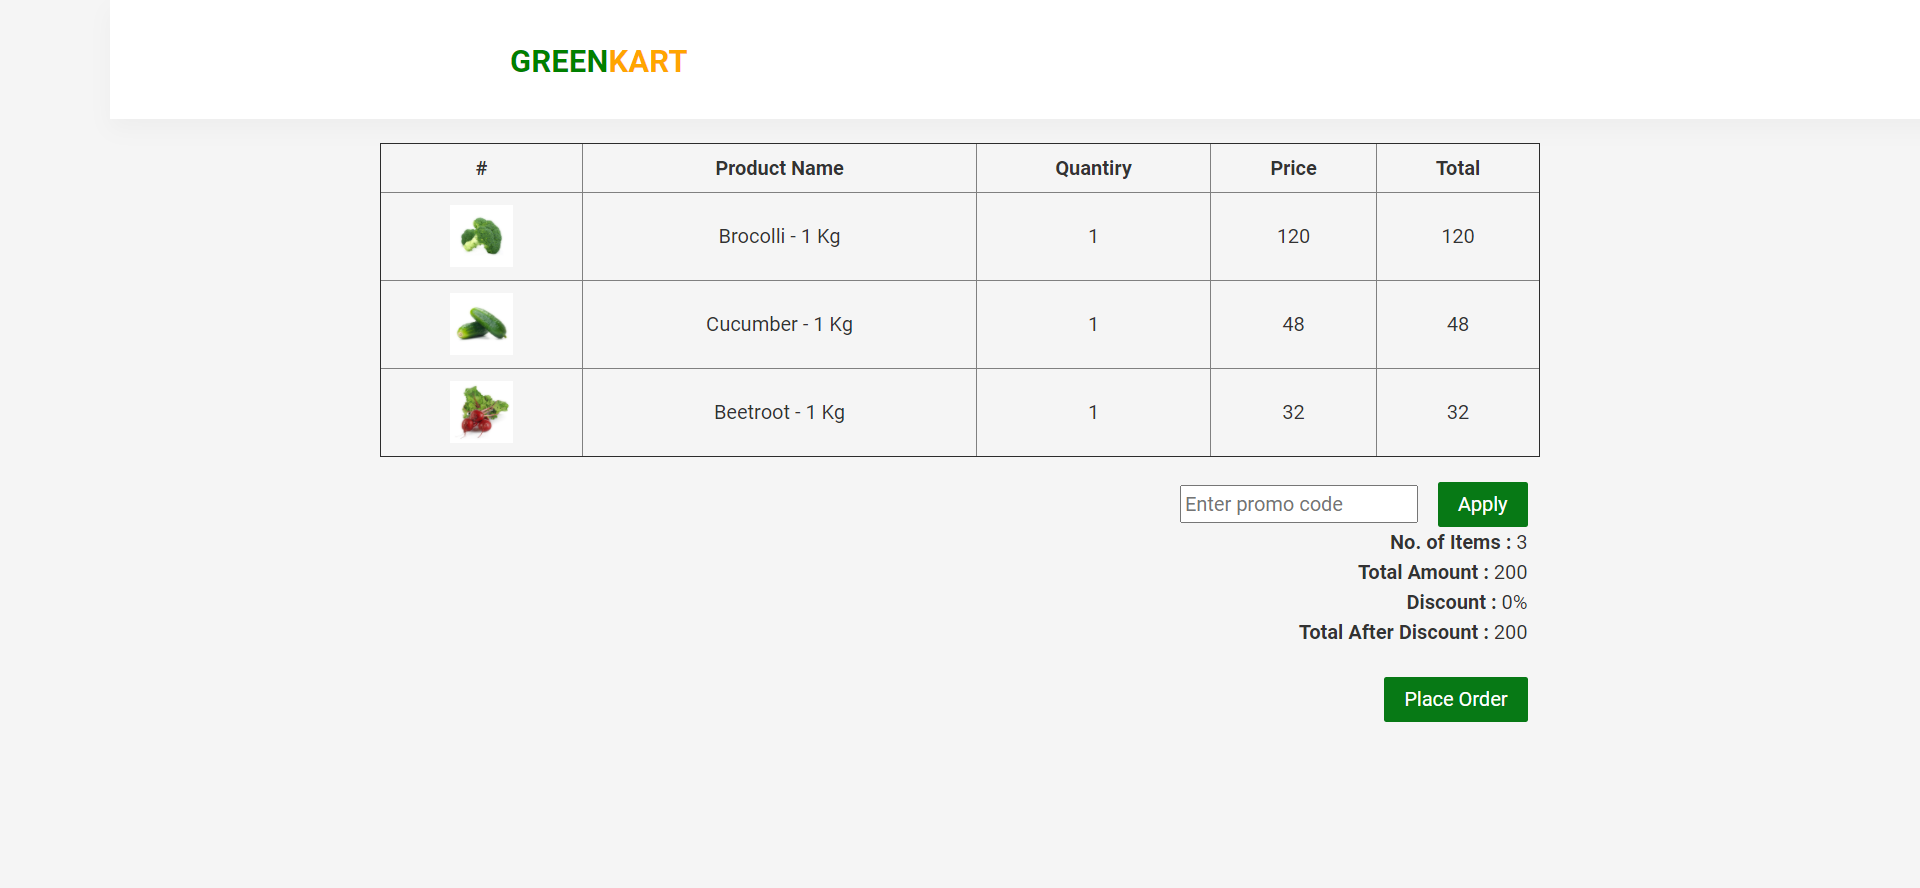 GREENKART
# Product Name Quantiry Price Total
Brocolli - 1 Kg 1 120 120
Cucumber - 1 Kg 1 48 48
Beetroot - 1 Kg 1 32 32
Enter promo code Apply
No. of Items : 3
Total Amount : 200
Discount : 0%
Total After Discount : 200
Place Order